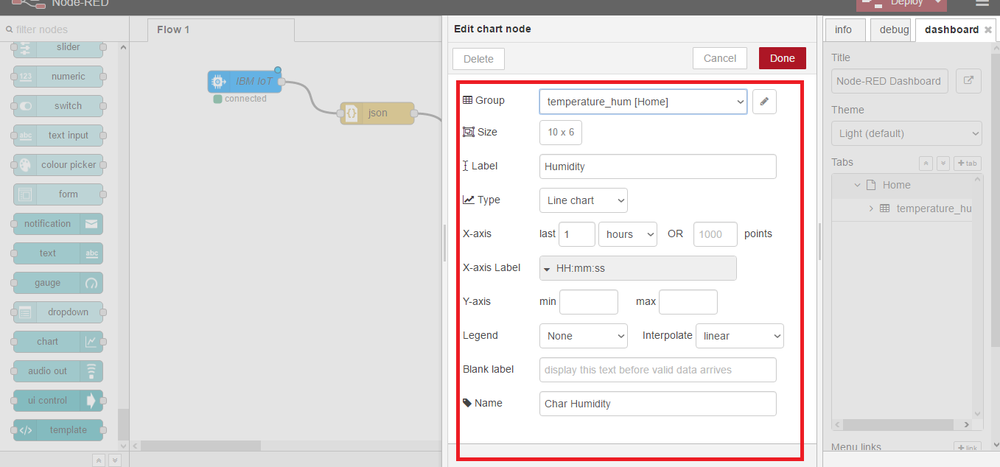 Node-RED
Deploy
filter nodes
slider
123 numeric
switch
abc text input
colour picker
form
notification
text abc
gauge
dropdown
chart
audio out
ui control
</> template
Flow 1
IBM IoT
connected
{} json
Edit chart node
Delete
Cancel
Done
Group temperature_hum [Home]
Size 10 x 6
Label Humidity
Type Line chart
X-axis last 1 hours OR 1000 points
X-axis Label HH:mm:ss
Y-axis min max
Legend None Interpolate linear
Blank label display this text before valid data arrives
Name Char Humidity
info
debug
dashboard
Title
Node-RED Dashboard
Theme
Light (default)
Tabs +tab
Home
temperature_hu
Menu links +link